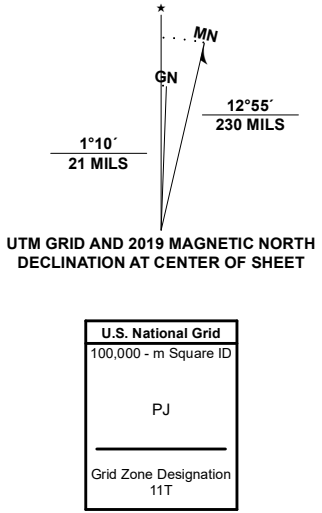 MN
GN
12°55´
230 MILS
1°10´
21 MILS
UTM GRID AND 2019 MAGNETIC NORTH
DECLINATION AT CENTER OF SHEET
U.S. National Grid
100,000 - m Square ID
PJ
Grid Zone Designation
11T